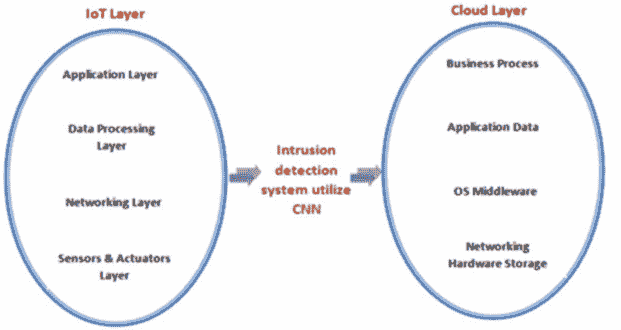 IoT Layer
Application Layer
Data Processing
Layer
Networking Layer
Sensors & Actuators
Layer
Intrusion
detection
system utilize
CNN
Cloud Layer
Business Process
Application Data
OS Middleware
Networking
Hardware Storage